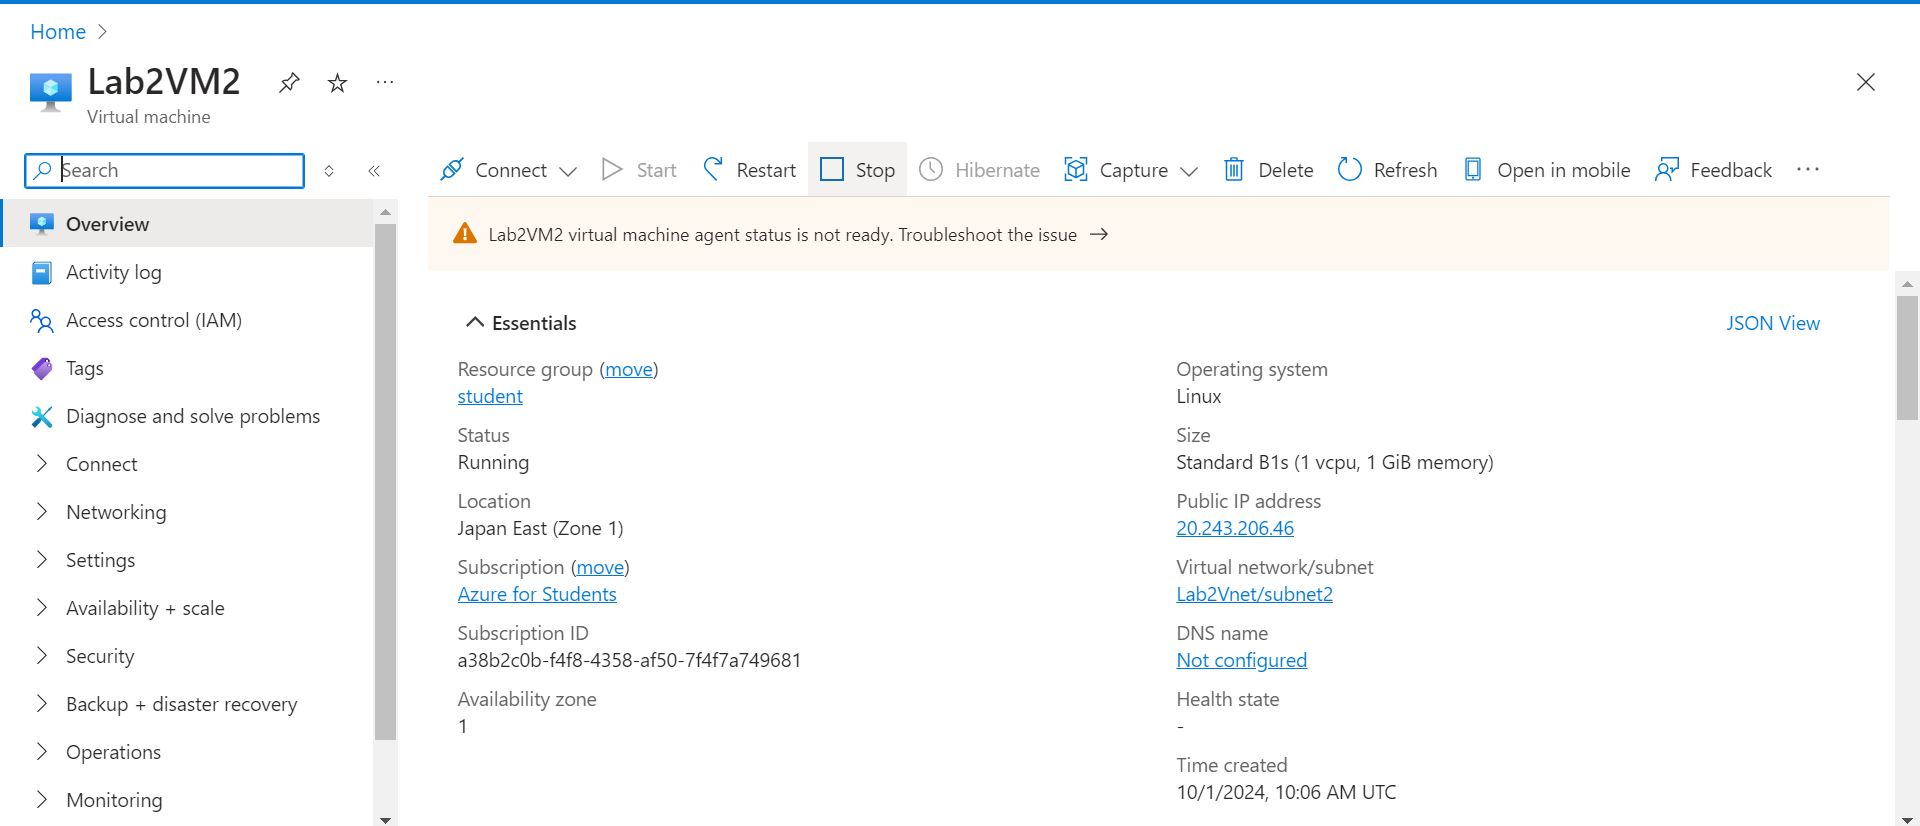 Home
Lab2VM2
Virtual machine
Search
Connect Start Restart Stop Hibernate Capture Delete Refresh Open in mobile Feedback
Overview
Activity log
Access control (IAM)
Tags
Diagnose and solve problems
Connect
Networking
Settings
Availability + scale
Security
Backup + disaster recovery
Operations
Monitoring
Lab2VM2 virtual machine agent status is not ready. Troubleshoot the issue →
Essentials
JSON View
Resource group (move)
student
Status
Running
Location
Japan East (Zone 1)
Subscription (move)
Azure for Students
Subscription ID
a38b2c0b-f4f8-4358-af50-7f4f7a749681
Availability zone
1
Operating system
Linux
Size
Standard B1s (1 vcpu, 1 GiB memory)
Public IP address
20.243.206.46
Virtual network/subnet
Lab2Vnet/subnet2
DNS name
Not configured
Health state
-
Time created
10/1/2024, 10:06 AM UTC